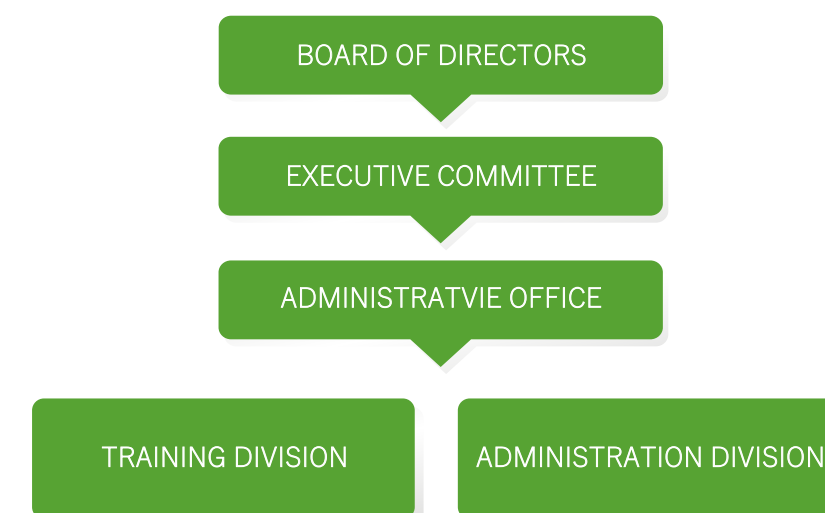 BOARD OF DIRECTORS
EXECUTIVE COMMITTEE
ADMINISTRATVIE OFFICE
TRAINING DIVISION
ADMINISTRATION DIVISION